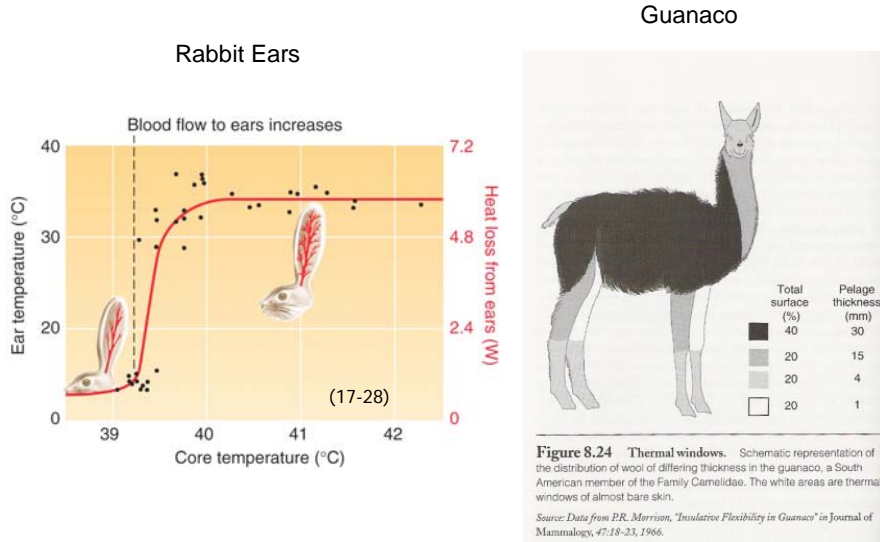 Guanaco
Rabbit Ears
Blood flow to ears increases
40
30
20
0
Ear temperature (°C)
7.2
4.8
2.4
0
Heat loss from ears (W)
(17-28)
39
40
41
42
Core temperature (°C)
Total
surface
(%)
Pelage
thickness
(mm)
40 30
20 15
20 4
20 1
Figure 8.24 Thermal windows. Schematic representation of
the distribution of wool of differing thickness in the guanaco, a South
American member of the Family Camelidae. The white areas are thermal
windows of almost bare skin.
Source: Data from P.R. Morrison, "Insulative Flexibility in Guanaco" in Journal of
Mammalogy, 47:18–23, 1966.